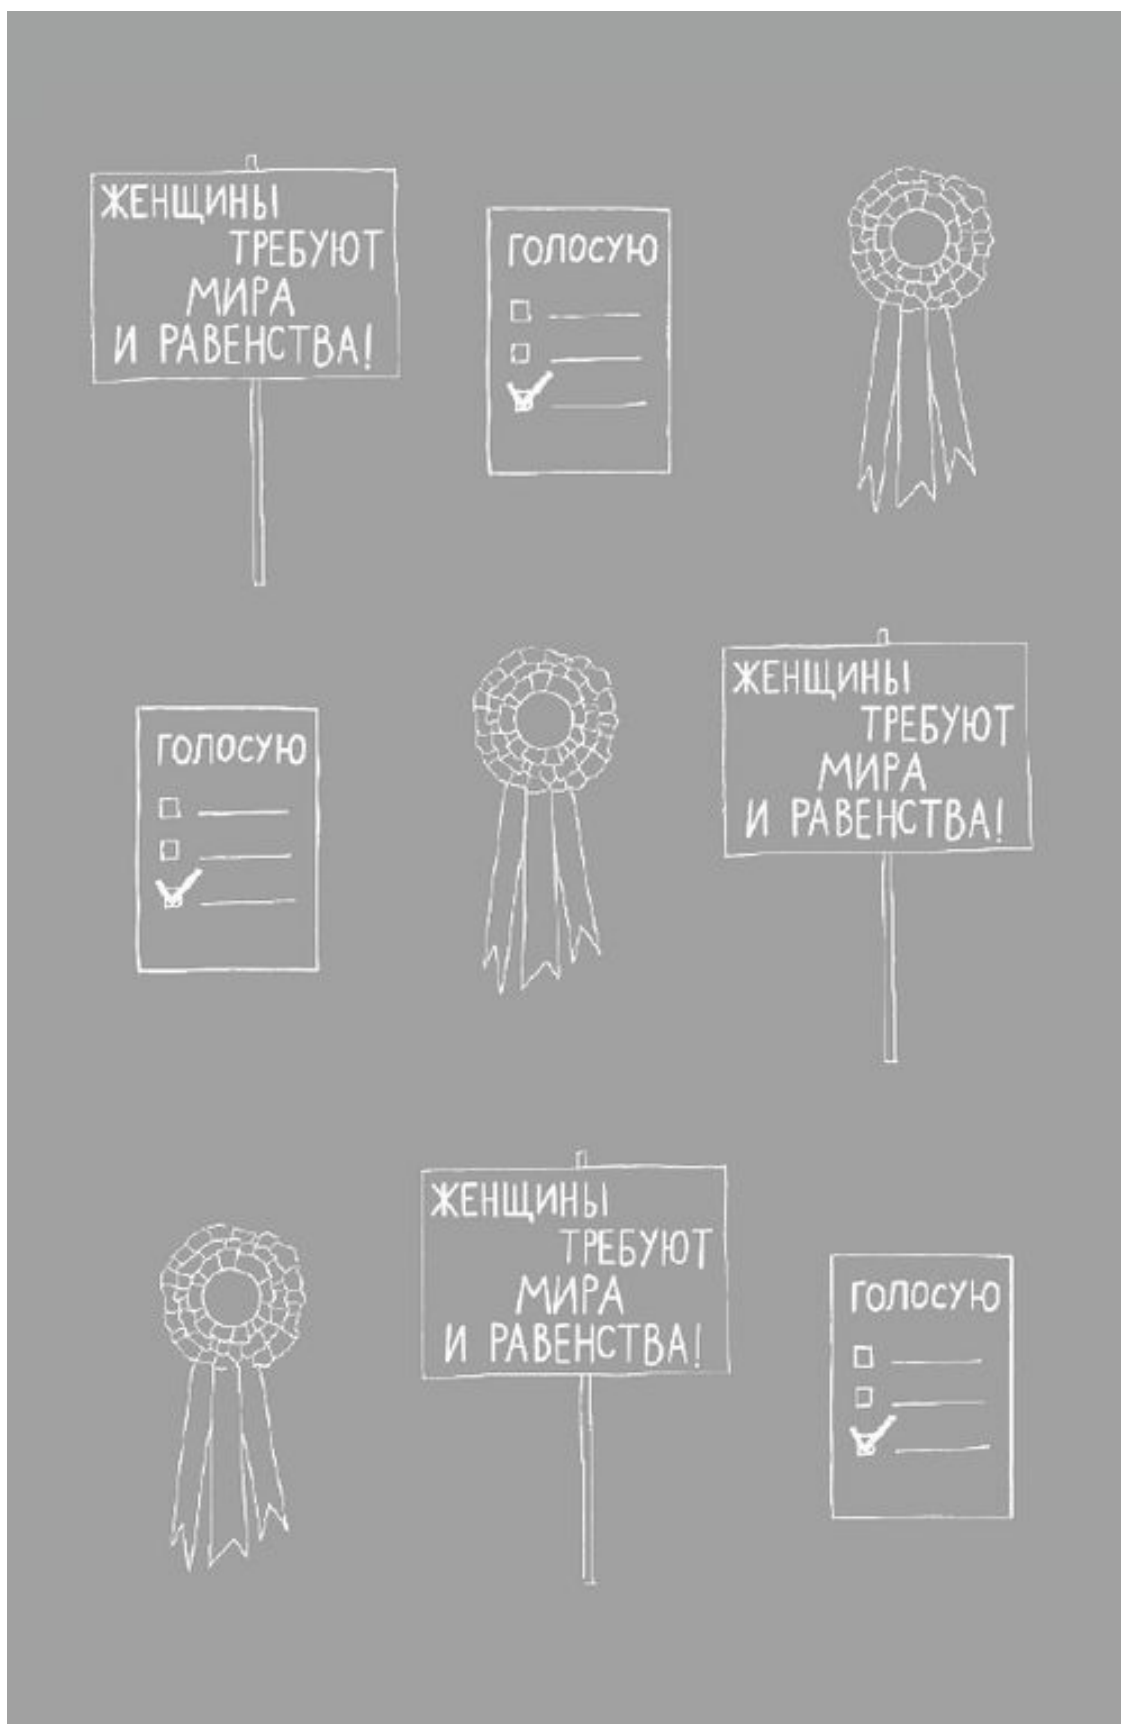 ЖЕНЩИНЫ
ТРЕБУЮТ
МИРА
И РАВЕНСТВА!
ГОЛОСУЮ
ГОЛОСУЮ
ЖЕНЩИНЫ
ТРЕБУЮТ
МИРА
И РАВЕНСТВА!
ЖЕНЩИНЫ
ТРЕБУЮТ
МИРА
И РАВЕНСТВА!
ГОЛОСУЮ